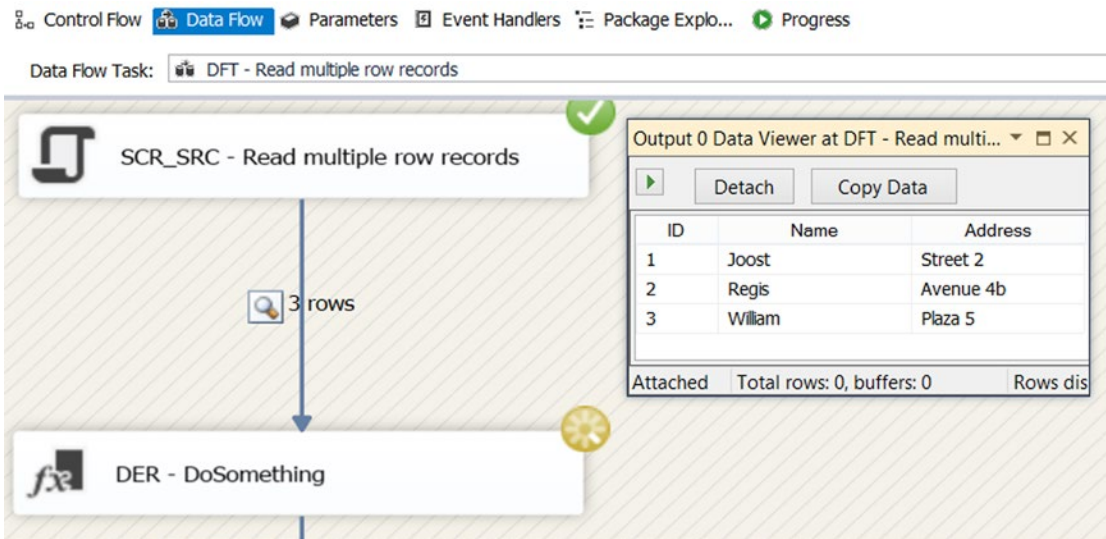 Control Flow Data Flow Parameters Event Handlers Package Explo... Progress
Data Flow Task: DFT - Read multiple row records
SCR_SRC - Read multiple row records
3 rows
fx
DER - DoSomething
Output 0 Data Viewer at DFT - Read multi...
Detach Copy Data
ID Name Address
1 Joost Street 2
2 Regis Avenue 4b
3 William Plaza 5
Attached Total rows: 0, buffers: 0 Rows dis